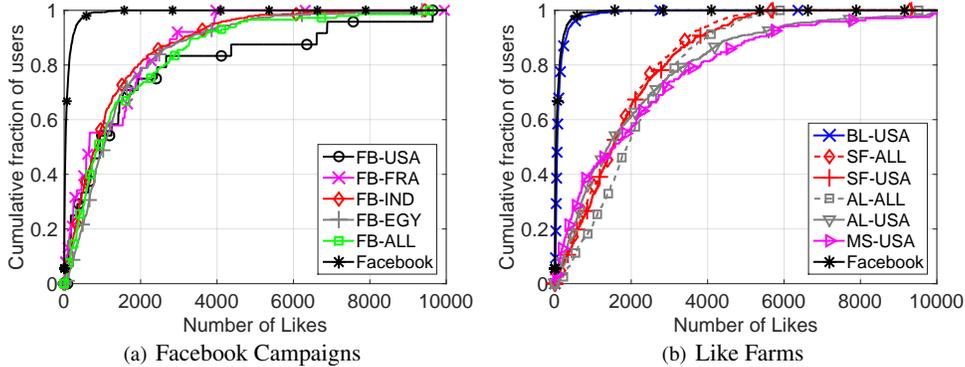 Cumulative fraction of users
1
0.8
0.6
0.4
0.2
0
FB-USA
FB-FRA
FB-IND
FB-EGY
FB-ALL
Facebook
0 2000 4000 6000 8000 10000
Number of Likes
(a) Facebook Campaigns
Cumulative fraction of users
1
0.8
0.6
0.4
0.2
0
BL-USA
SF-ALL
SF-USA
AL-ALL
AL-USA
MS-USA
Facebook
0 2000 4000 6000 8000 10000
Number of Likes
(b) Like Farms